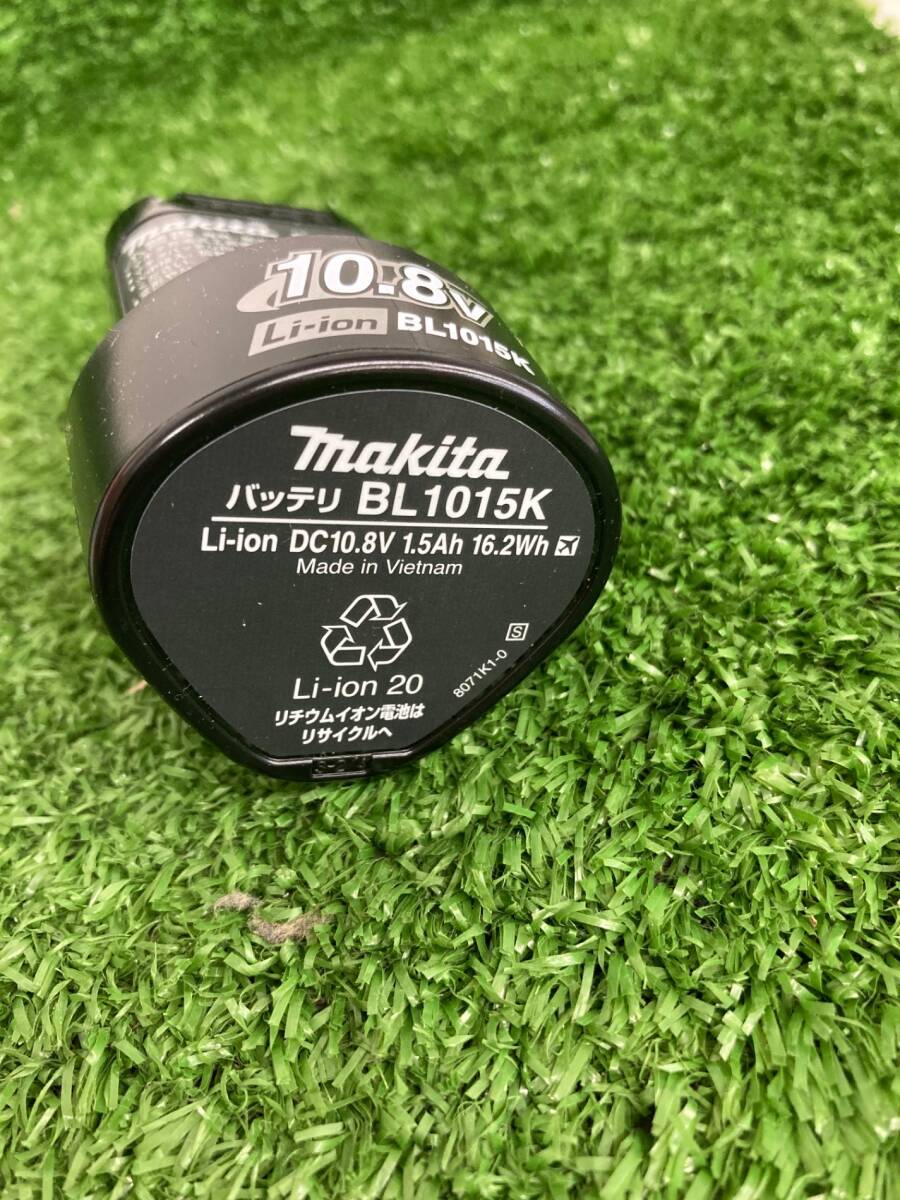 10.8V
Li-ion BL1015K
makita
バッテリ BL1015K
Li-ion DC10.8V 1.5Ah 16.2Wh
Made in Vietnam
S
8071K1-0
Li-ion 20
リチウムイオン電池は
リサイクルへ